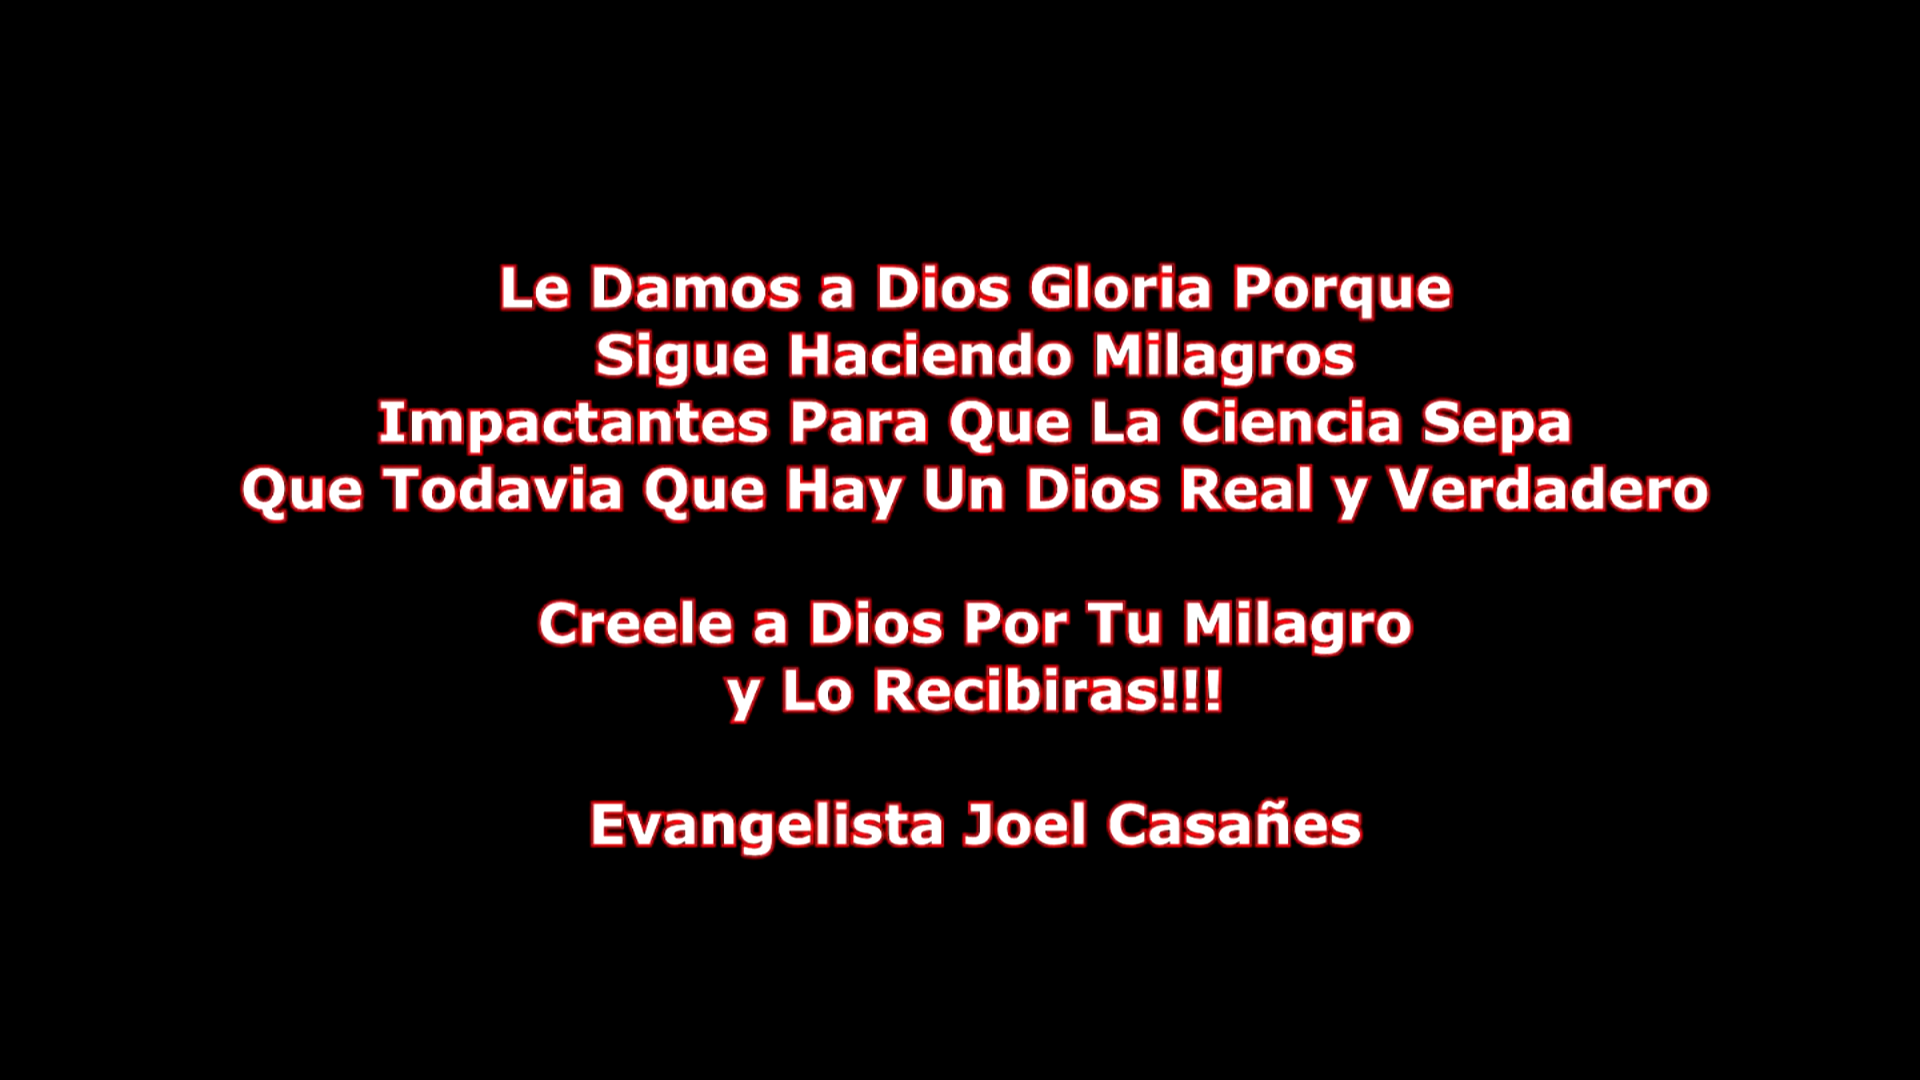 Le Damos a Dios Gloria Porque
Sigue Haciendo Milagros
Impactantes Para Que La Ciencia Sepa
Que Todavia Que Hay Un Dios Real y Verdadero
Creele a Dios Por Tu Milagro
y Lo Recibiras!!!
Evangelista Joel Casañes